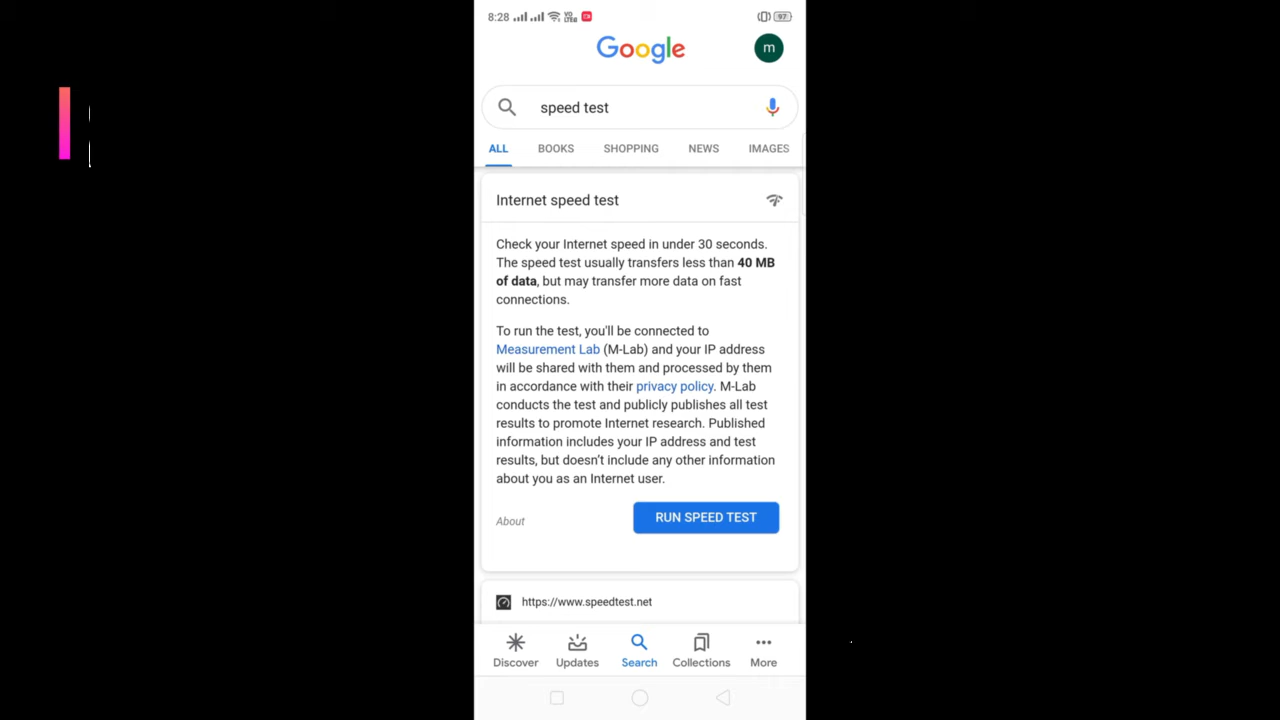 8:28 VO LTE 97
Google
m
speed test
ALL BOOKS SHOPPING NEWS IMAGES
Internet speed test
Check your Internet speed in under 30 seconds.
The speed test usually transfers less than 40 MB
of data, but may transfer more data on fast
connections.
To run the test, you'll be connected to
Measurement Lab (M-Lab) and your IP address
will be shared with them and processed by them
in accordance with their privacy policy. M-Lab
conducts the test and publicly publishes all test
results to promote Internet research. Published
information includes your IP address and test
results, but doesn't include any other information
about you as an Internet user.
About RUN SPEED TEST
https://www.speedtest.net
Discover Updates Search Collections More